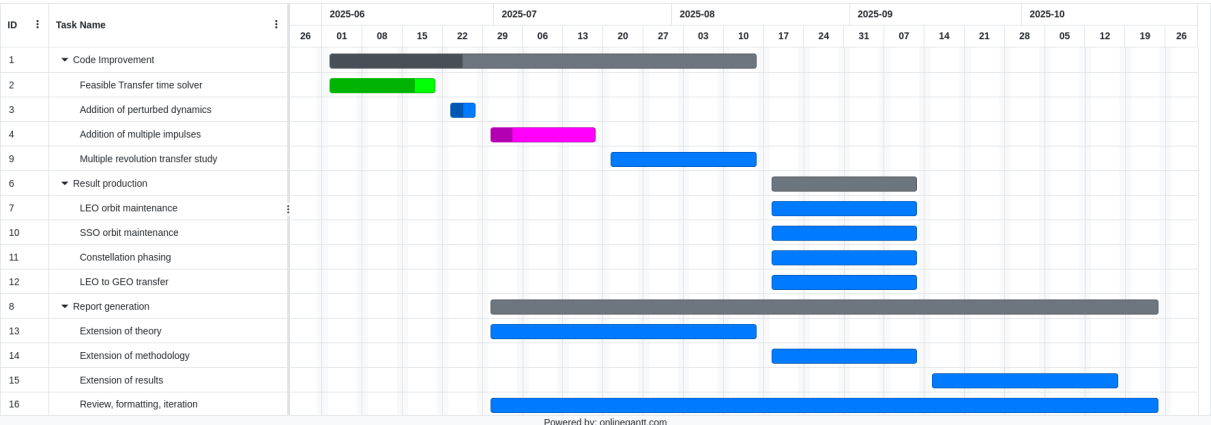 ID Task Name 2025-06 2025-07 2025-08 2025-09 2025-10
26 01 08 15 22 29 06 13 20 27 03 10 17 24 31 07 14 21 28 05 12 19 26
1 Code Improvement
2 Feasible Transfer time solver
3 Addition of perturbed dynamics
4 Addition of multiple impulses
9 Multiple revolution transfer study
6 Result production
7 LEO orbit maintenance
10 SSO orbit maintenance
11 Constellation phasing
12 LEO to GEO transfer
8 Report generation
13 Extension of theory
14 Extension of methodology
15 Extension of results
16 Review, formatting, iteration
Powered by: onlinegantt.com